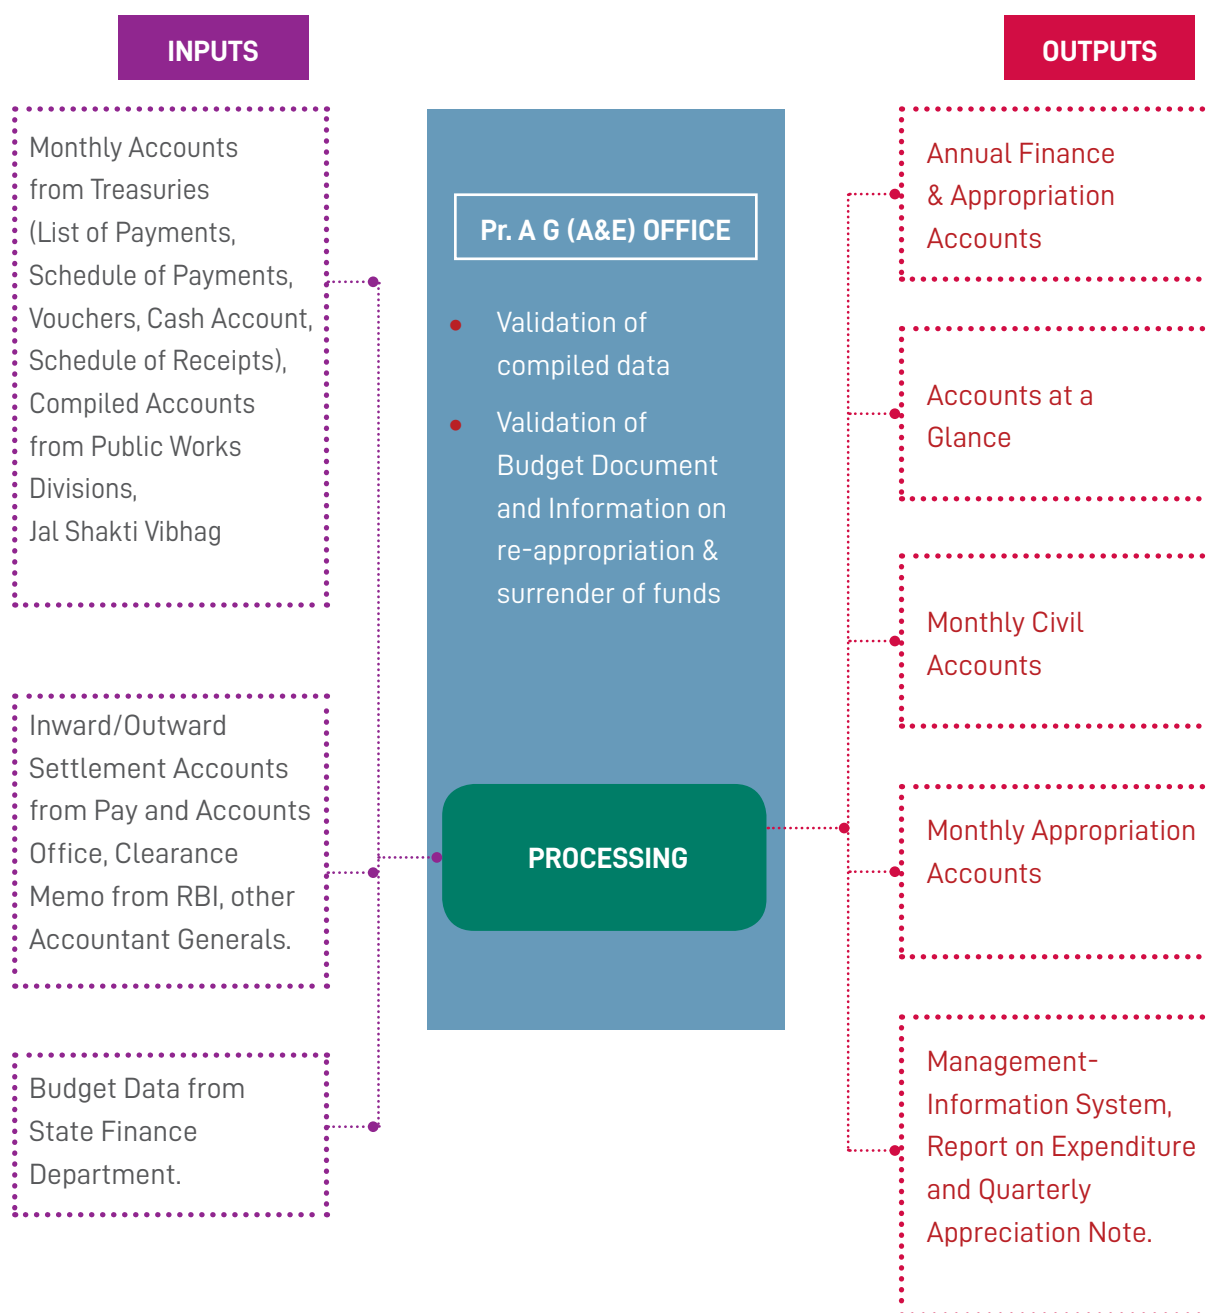 INPUTS
Monthly Accounts
from Treasuries
(List of Payments,
Schedule of Payments,
Vouchers, Cash Account,
Schedule of Receipts),
Compiled Accounts
from Public Works
Divisions,
Jal Shakti Vibhag
Inward/Outward
Settlement Accounts
from Pay and Accounts
Office, Clearance
Memo from RBI, other
Accountant Generals.
Budget Data from
State Finance
Department.
Pr. A G (A&E) OFFICE
Validation of
compiled data
Validation of
Budget Document
and Information on
re-appropriation &
surrender of funds
PROCESSING
OUTPUTS
Annual Finance
& Appropriation
Accounts
Accounts at a
Glance
Monthly Civil
Accounts
Monthly Appropriation
Accounts
Management-
Information System,
Report on Expenditure
and Quarterly
Appreciation Note.